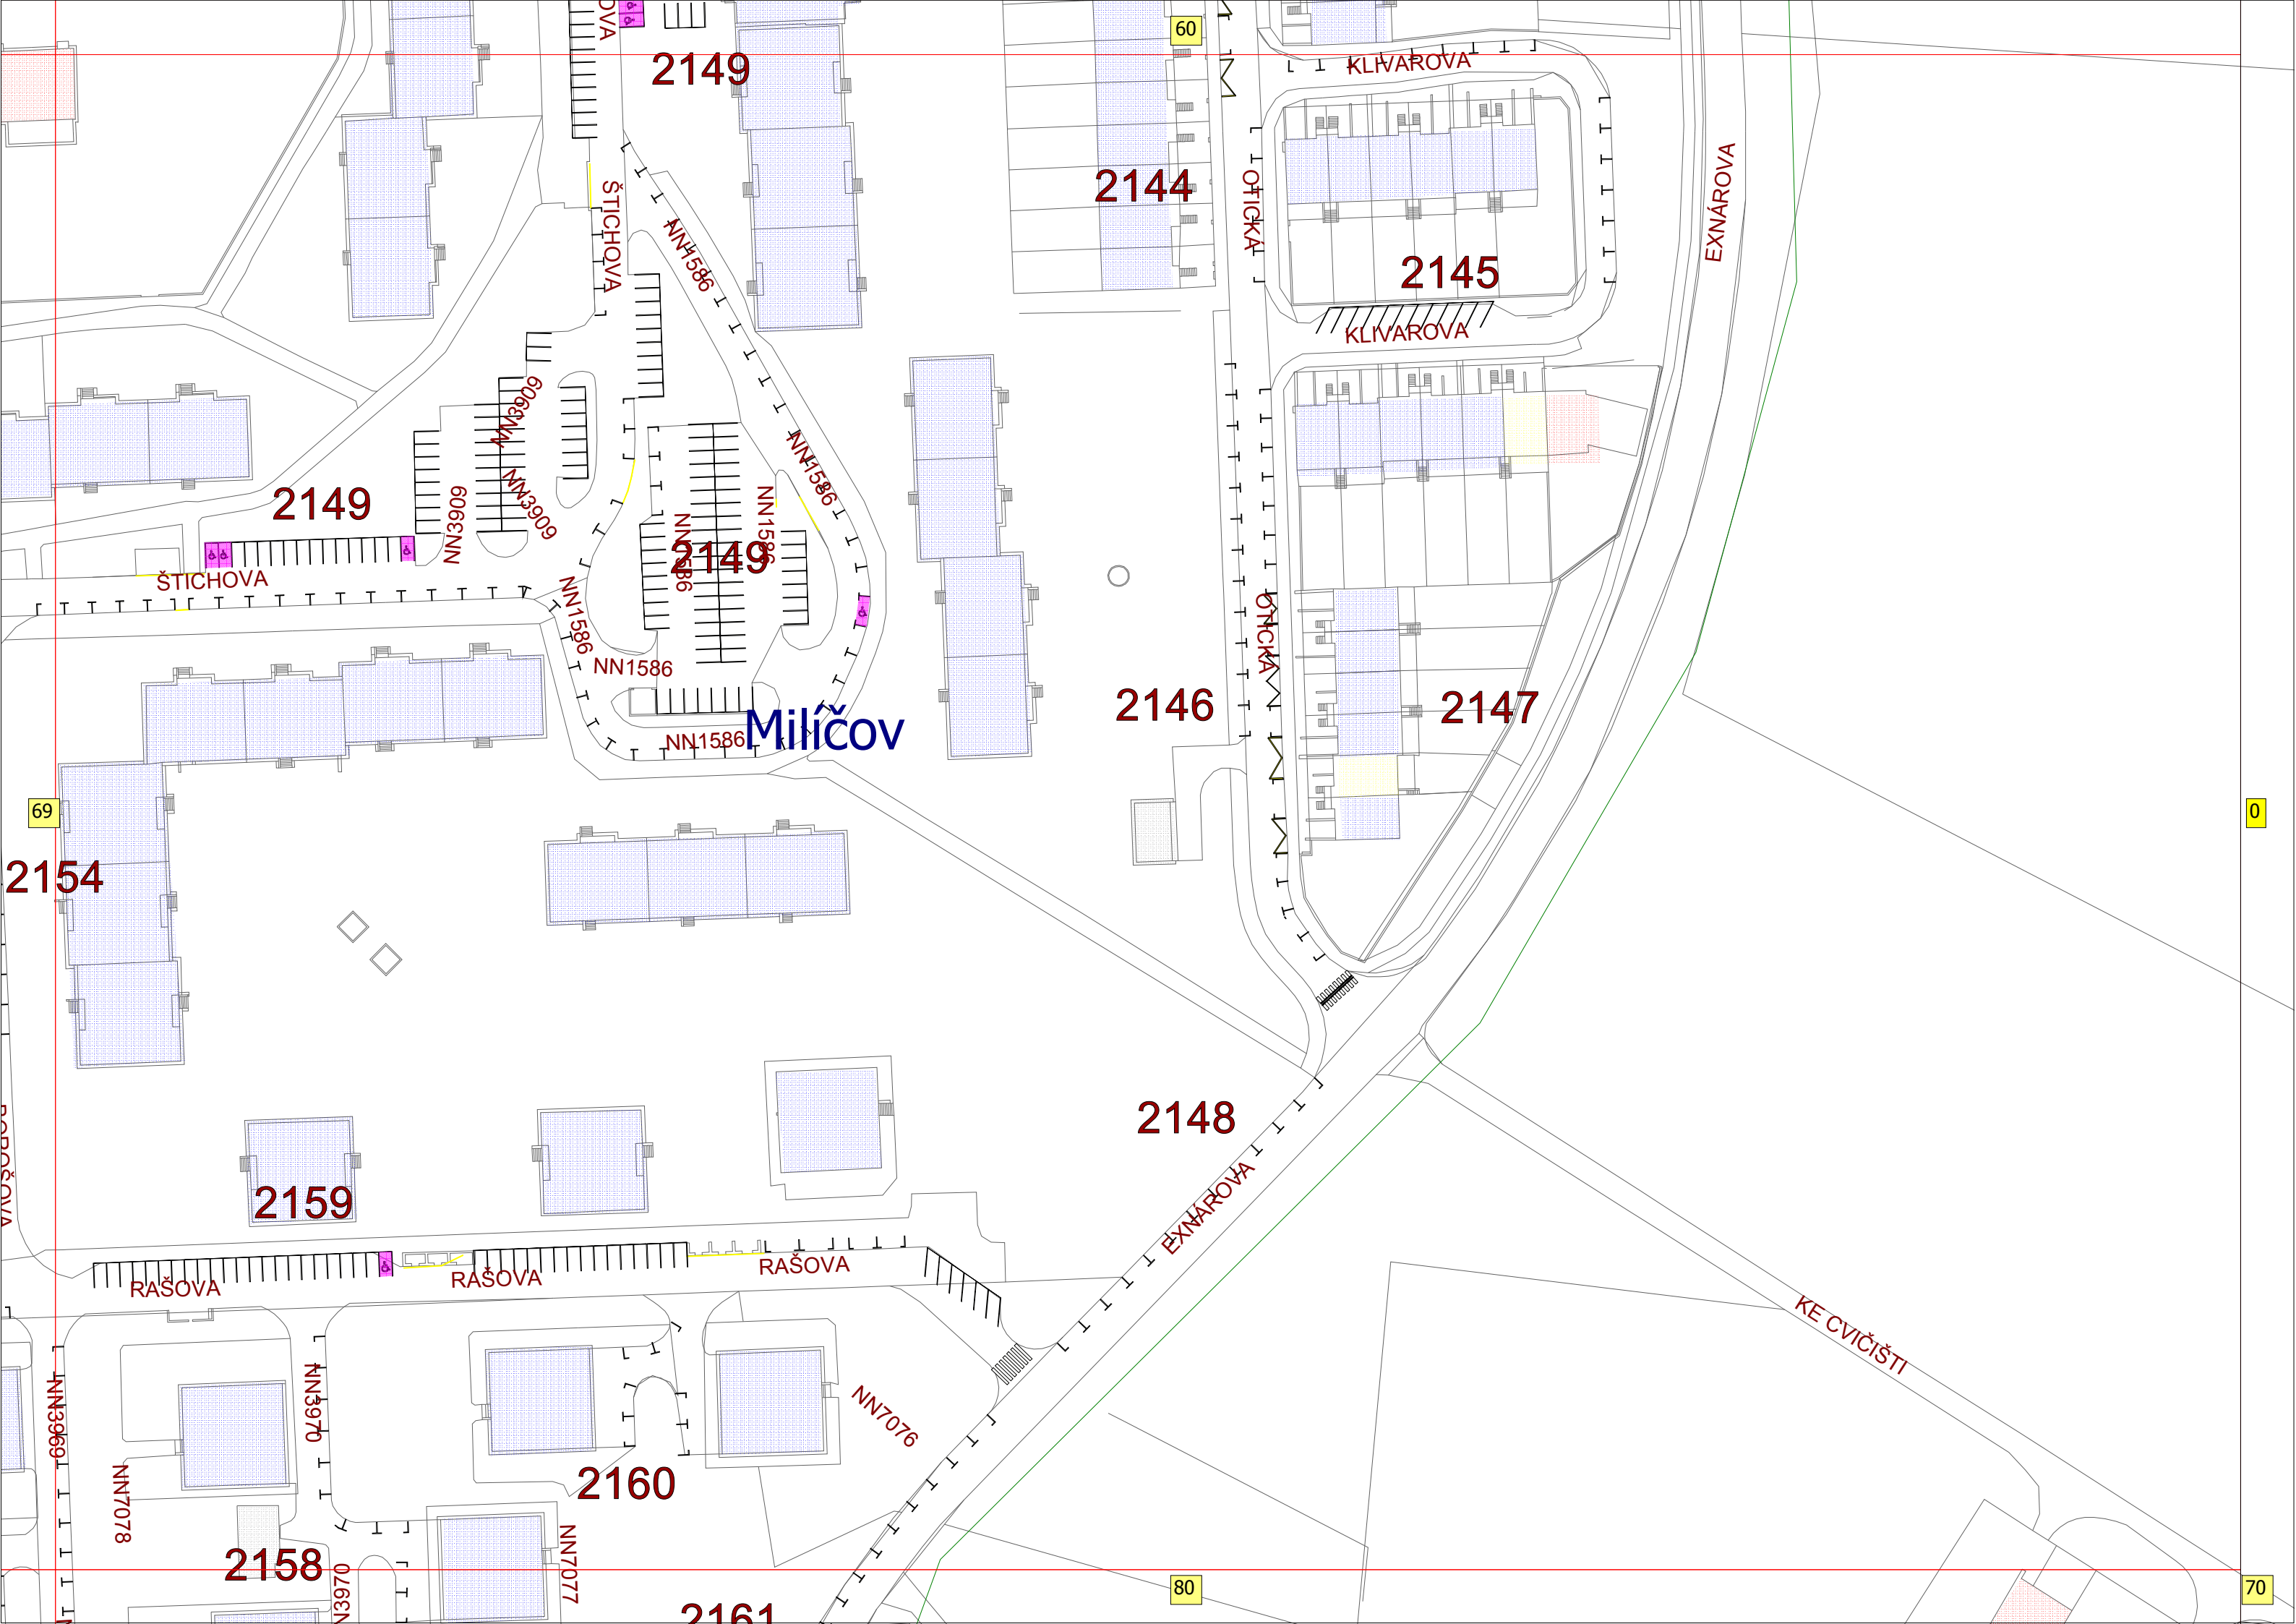 60
2149
KLIVAROVA
OTICKÁ
EXNÁROVA
ŠTICHOVA
NN1586
2144
2145
KLIVAROVA
NN3909
NN1586
2149
NN3909
NN3909
NN1586
NN1586
2149
ŠTICHOVA
NN1586
NN1586
OTICKÁ
2146
2147
NN1586
Milíčov
69
0
2154
2148
2159
EXNÁROVA
RAŠOVA
RAŠOVA
RAŠOVA
KE CVIČIŠTI
NN3969
NN3970
NN7076
NN7078
2160
NN7077
2158
80
70
2161